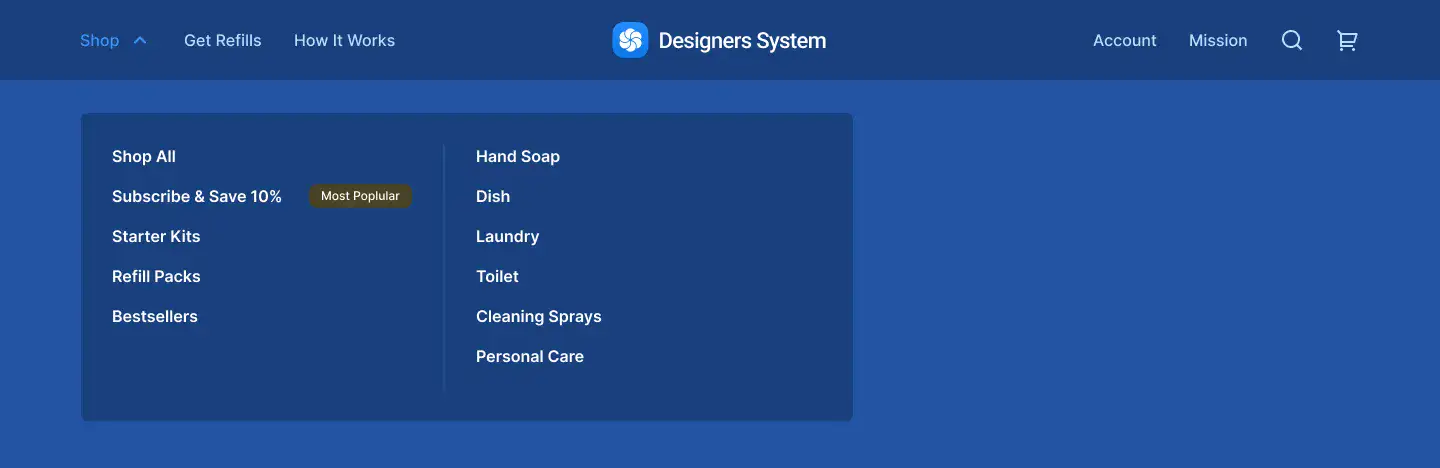 Shop
Get Refills
How It Works
Designers System
Account
Mission
Shop All
Subscribe & Save 10%
Most Poplular
Starter Kits
Refill Packs
Bestsellers
Hand Soap
Dish
Laundry
Toilet
Cleaning Sprays
Personal Care